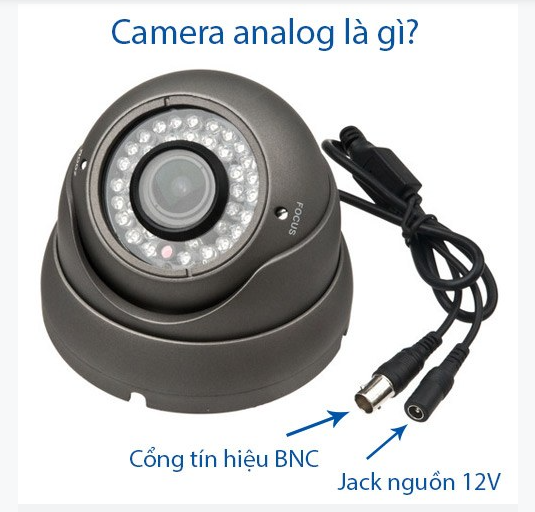 Camera analog là gì?
FOCUS
Cổng tín hiệu BNC
Jack nguồn 12V